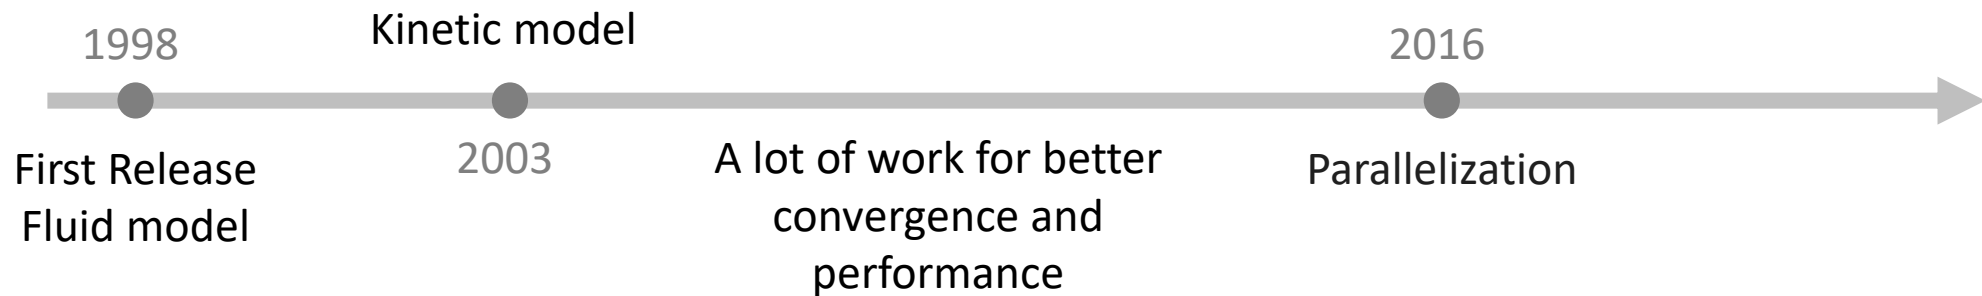 1998
First Release
Fluid model
Kinetic model
2003
A lot of work for better
convergence and
performance
2016
Parallelization